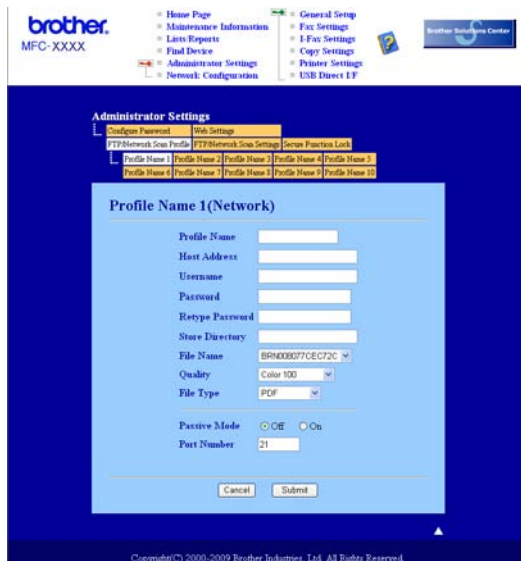 brother.
MFC-XXXX
Home Page
Maintenance Information
Lists/Reports
Find Device
Administrator Settings
Network Configuration
General Setup
Fax Settings
I-Fax Settings
Copy Settings
Printer Settings
USB Direct I/F
Brother Solutions Center
Administrator Settings
Configure Password Web Settings
FTP/Network Scan Profile FTP/Network Scan Settings Secure Function Lock
Profile Name 1 Profile Name 2 Profile Name 3 Profile Name 4 Profile Name 5
Profile Name 6 Profile Name 7 Profile Name 8 Profile Name 9 Profile Name 10
Profile Name 1(Network)
Profile Name
Host Address
Username
Password
Retype Password
Store Directory
File Name BRN008077CEC72C
Quality Color 100
File Type PDF
Passive Mode Off On
Port Number 21
Cancel Submit
Copyright(C) 2000-2009 Brother Industries, Ltd. All Rights Reserved.